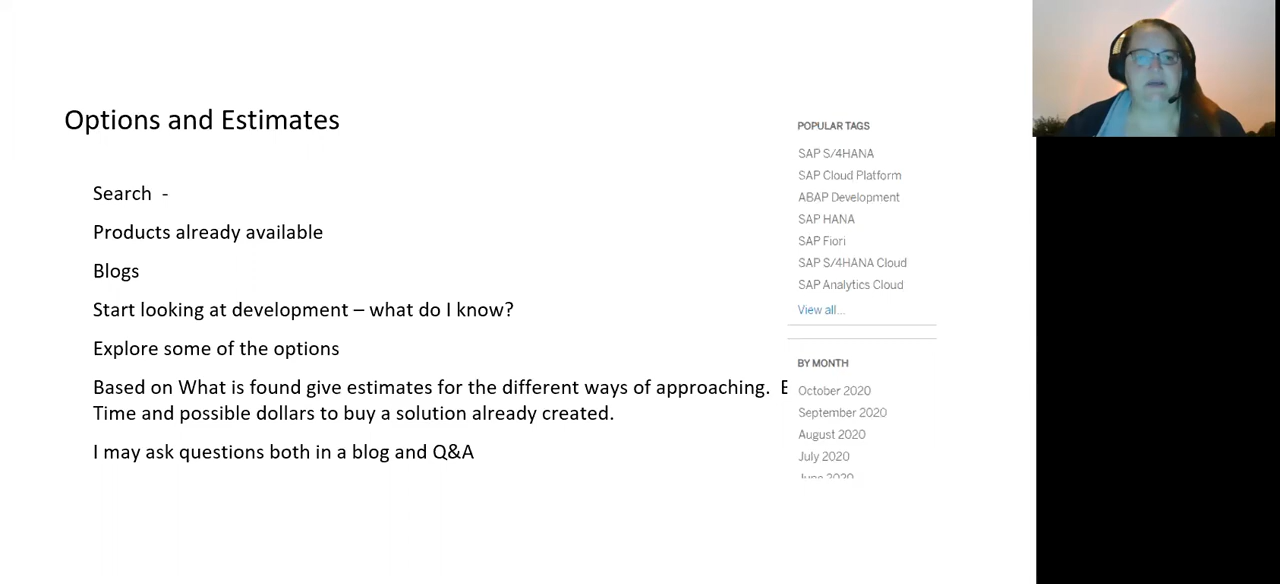 Options and Estimates
Search -
Products already available
Blogs
Start looking at development – what do I know?
Explore some of the options
Based on What is found give estimates for the different ways of approaching.
Time and possible dollars to buy a solution already created.
I may ask questions both in a blog and Q&A
POPULAR TAGS
SAP S/4HANA
SAP Cloud Platform
ABAP Development
SAP HANA
SAP Fiori
SAP S/4HANA Cloud
SAP Analytics Cloud
View all...
BY MONTH
October 2020
September 2020
August 2020
July 2020
June 2020